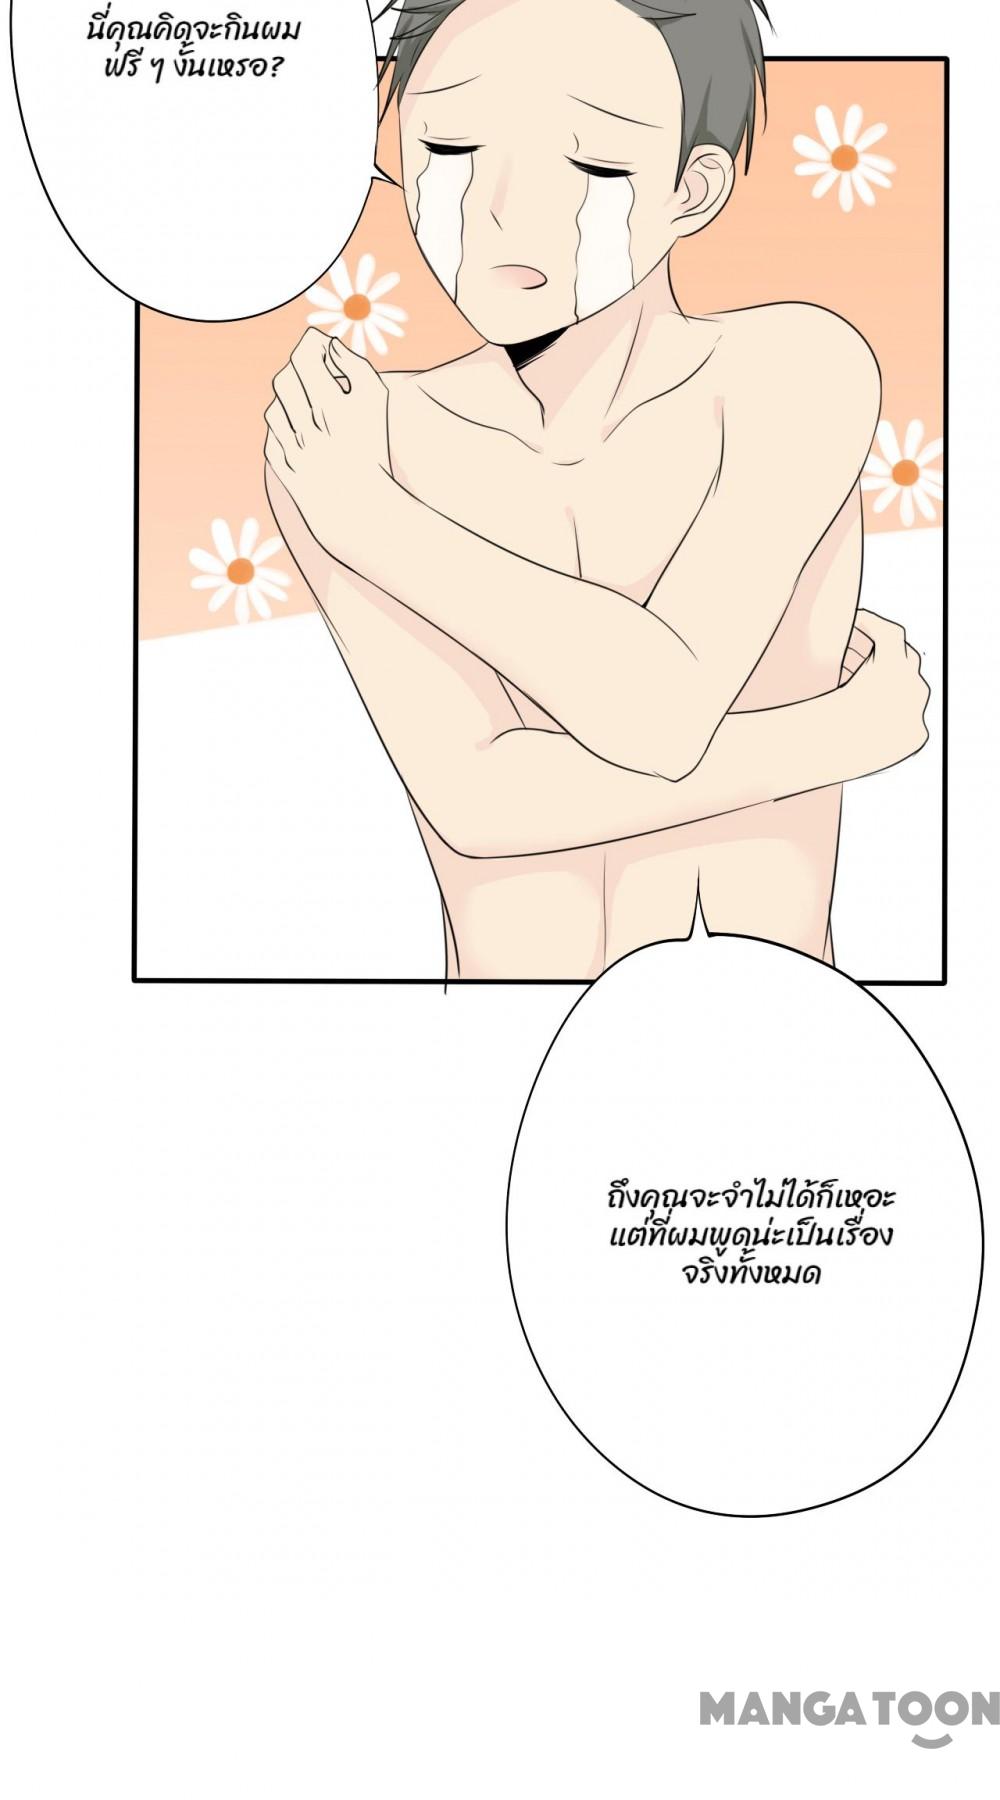 นี่คุณคิดจะกินผม
ฟรี ๆ งั้นเหรอ?
ถึงคุณจะจำไม่ได้ก็เหอะ
แต่ที่ผมพูดน่ะเป็นเรื่อง
จริงทั้งหมด
MANGATOON